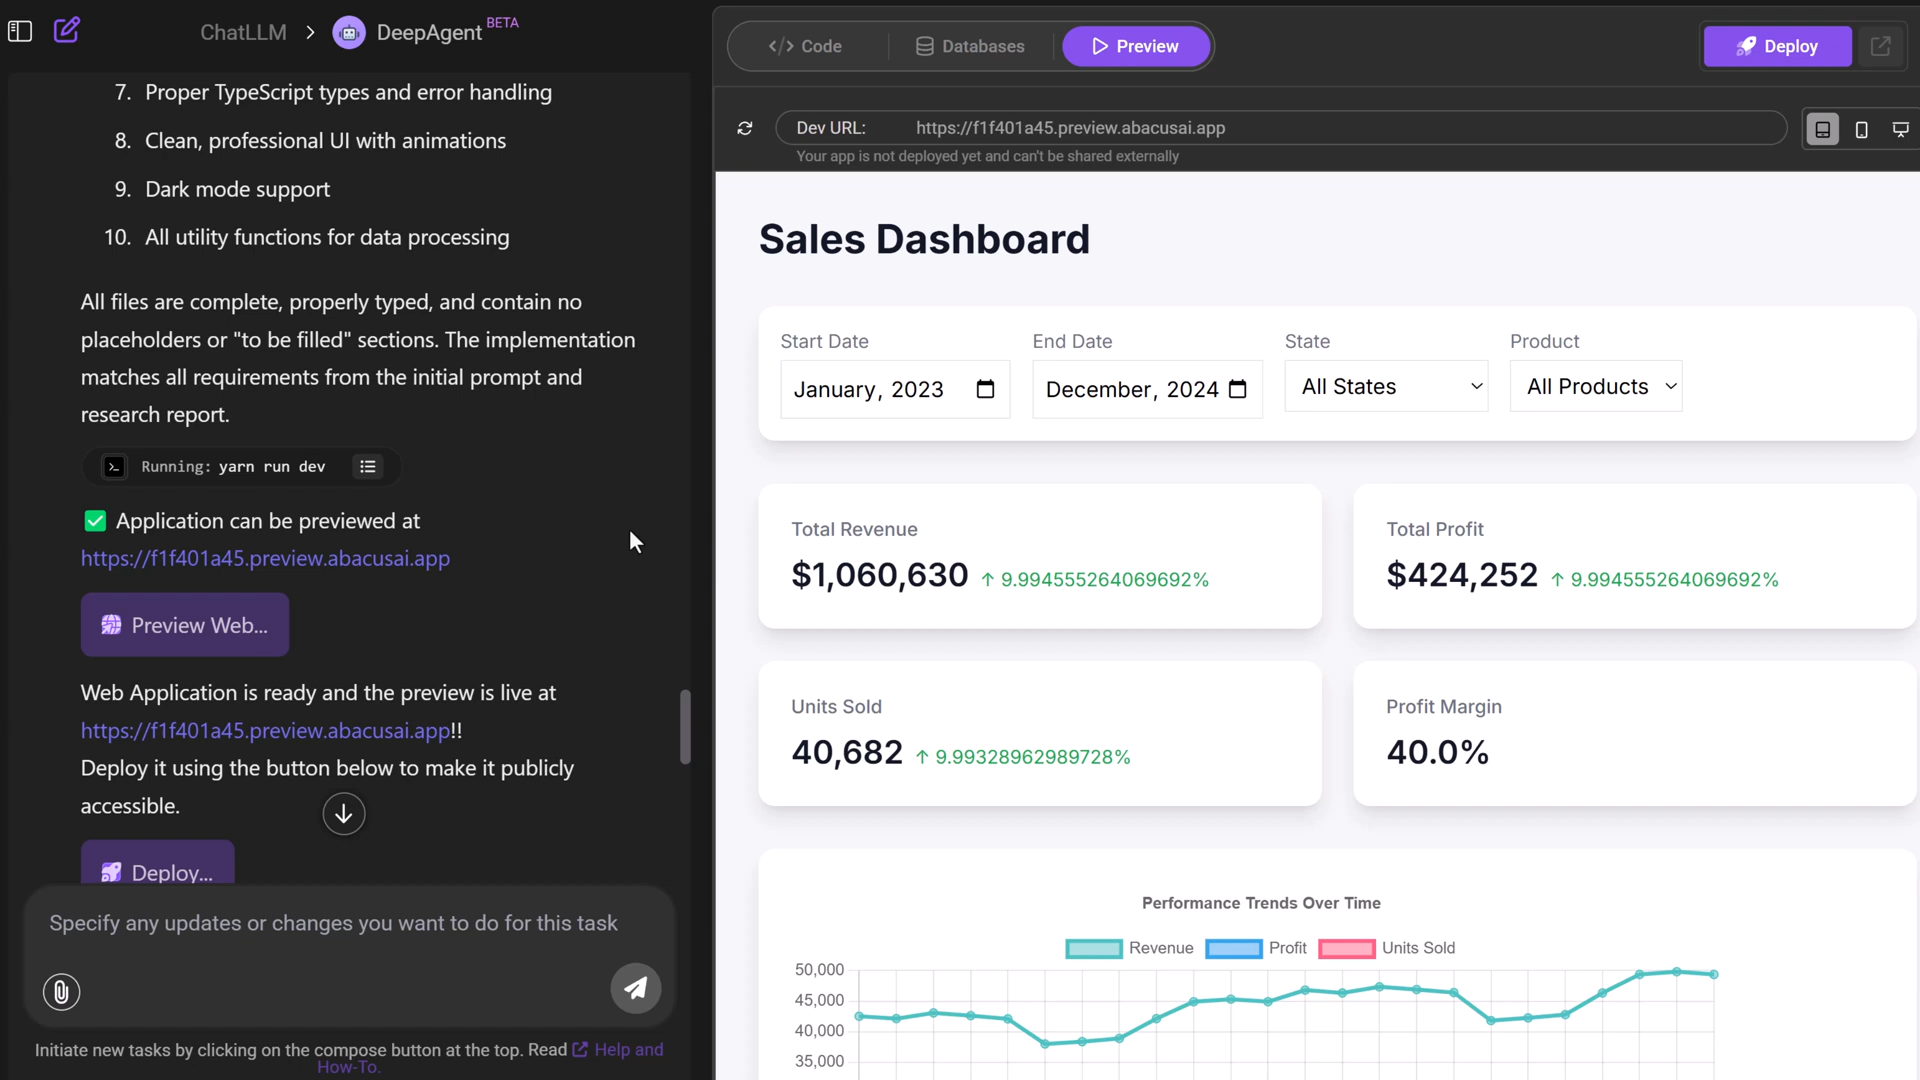 ChatLLM > DeepAgent BETA
7. Proper TypeScript types and error handling
8. Clean, professional UI with animations
9. Dark mode support
10. All utility functions for data processing
All files are complete, properly typed, and contain no
placeholders or "to be filled" sections. The implementation
matches all requirements from the initial prompt and
research report.
Running: yarn run dev
Application can be previewed at
https://f1f401a45.preview.abacusai.app
Preview Web...
Web Application is ready and the preview is live at
https://f1f401a45.preview.abacusai.app!!
Deploy it using the button below to make it publicly
accessible.
Deploy...
Specify any updates or changes you want to do for this task
Initiate new tasks by clicking on the compose button at the top. Read Help and
How-To.
</> Code
Databases
Preview
Deploy
Dev URL: https://f1f401a45.preview.abacusai.app
Your app is not deployed yet and can't be shared externally
Sales Dashboard
Start Date End Date State Product
January, 2023 December, 2024 All States All Products
Total Revenue
$1,060,630 ↑ 9.994555264069692%
Total Profit
$424,252 ↑ 9.994555264069692%
Units Sold
40,682 ↑ 9.99328962989728%
Profit Margin
40.0%
Performance Trends Over Time
Revenue Profit Units Sold
50,000
45,000
40,000
35,000